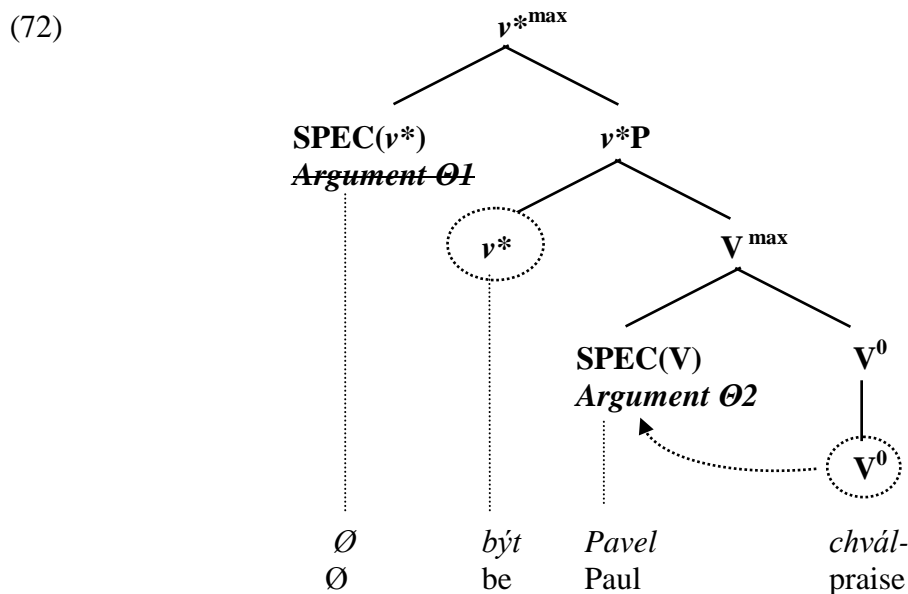 (72)
v*max
SPEC(v*) v*P
Argument Θ1
v* V max
SPEC(V) V0
Argument Θ2
V0
Ø být Pavel chvál-
Ø be Paul praise